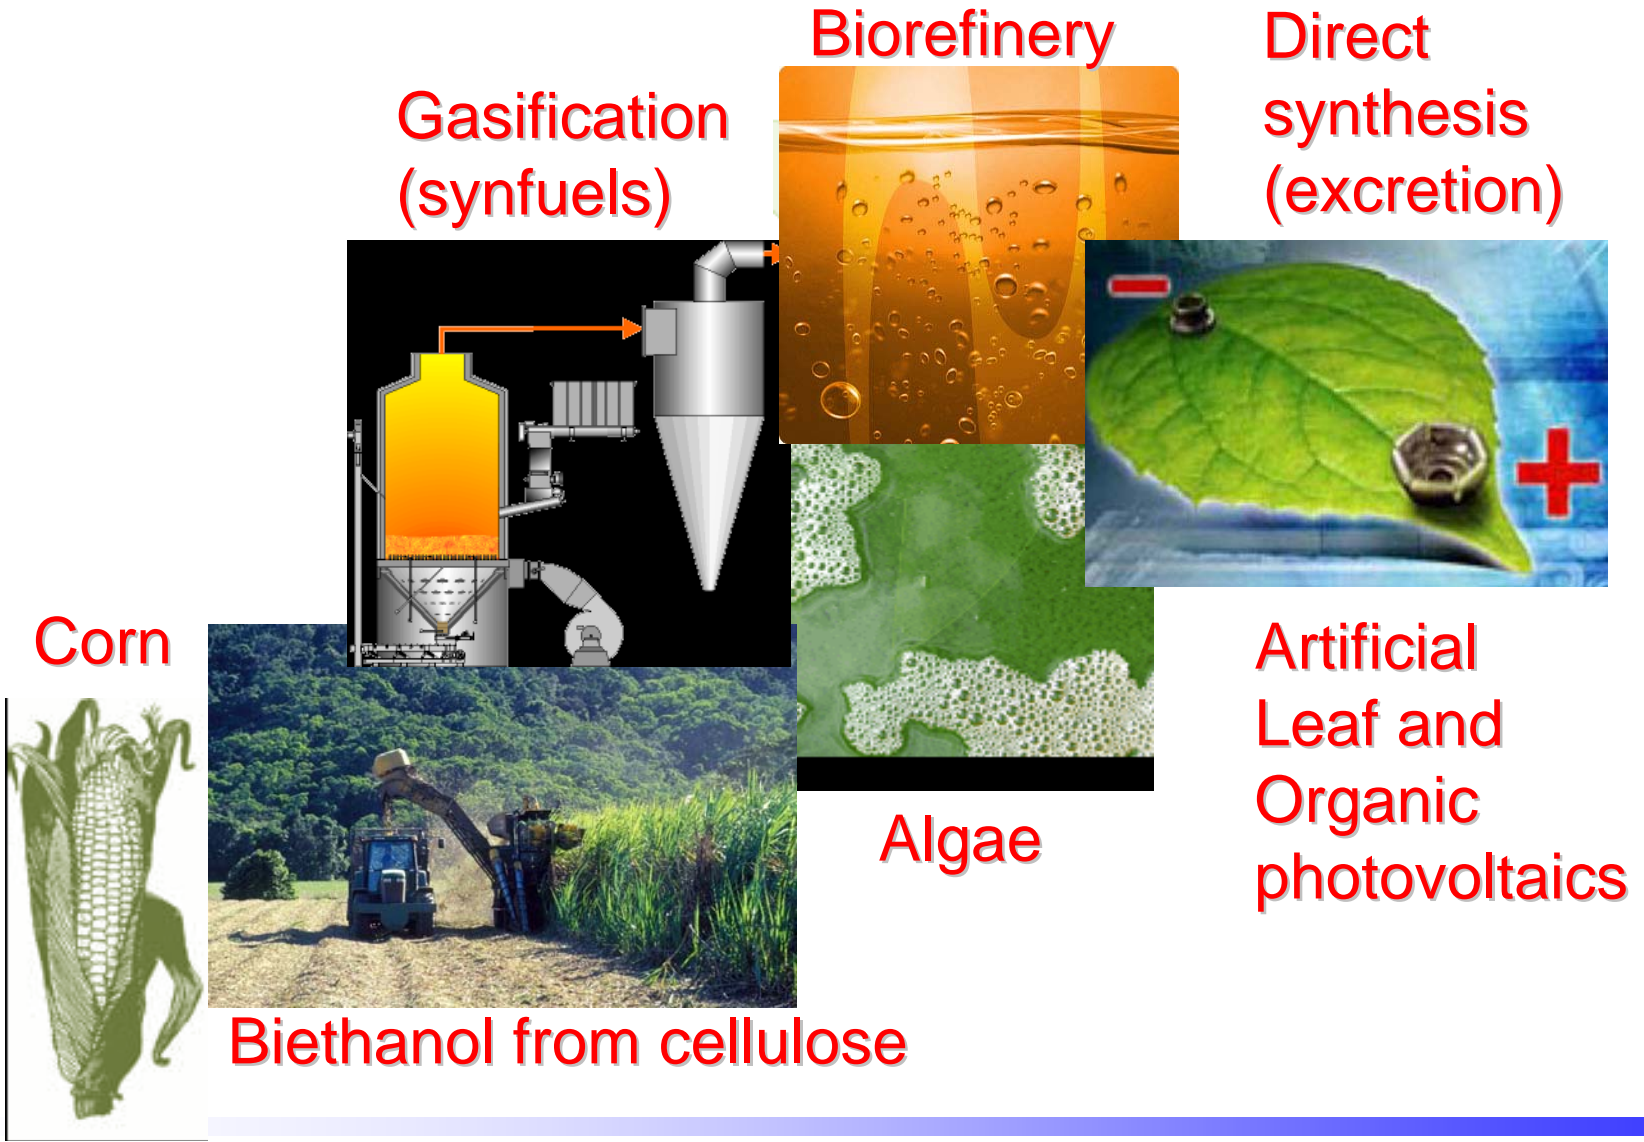 Biorefinery
Direct
synthesis
(excretion)
Gasification
(synfuels)
Corn
Artificial
Leaf and
Organic
photovoltaics
Algae
Biethanol from cellulose